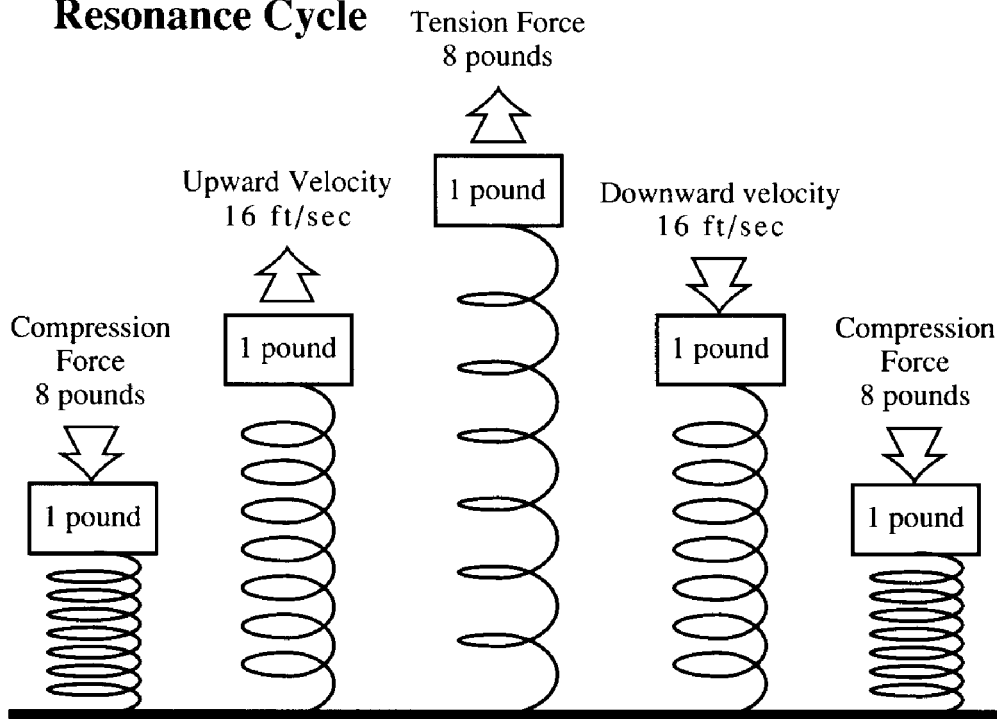 Resonance Cycle
Tension Force
8 pounds
1 pound
Upward Velocity
16 ft/sec
1 pound
Downward velocity
16 ft/sec
1 pound
Compression
Force
8 pounds
1 pound
Compression
Force
8 pounds
1 pound